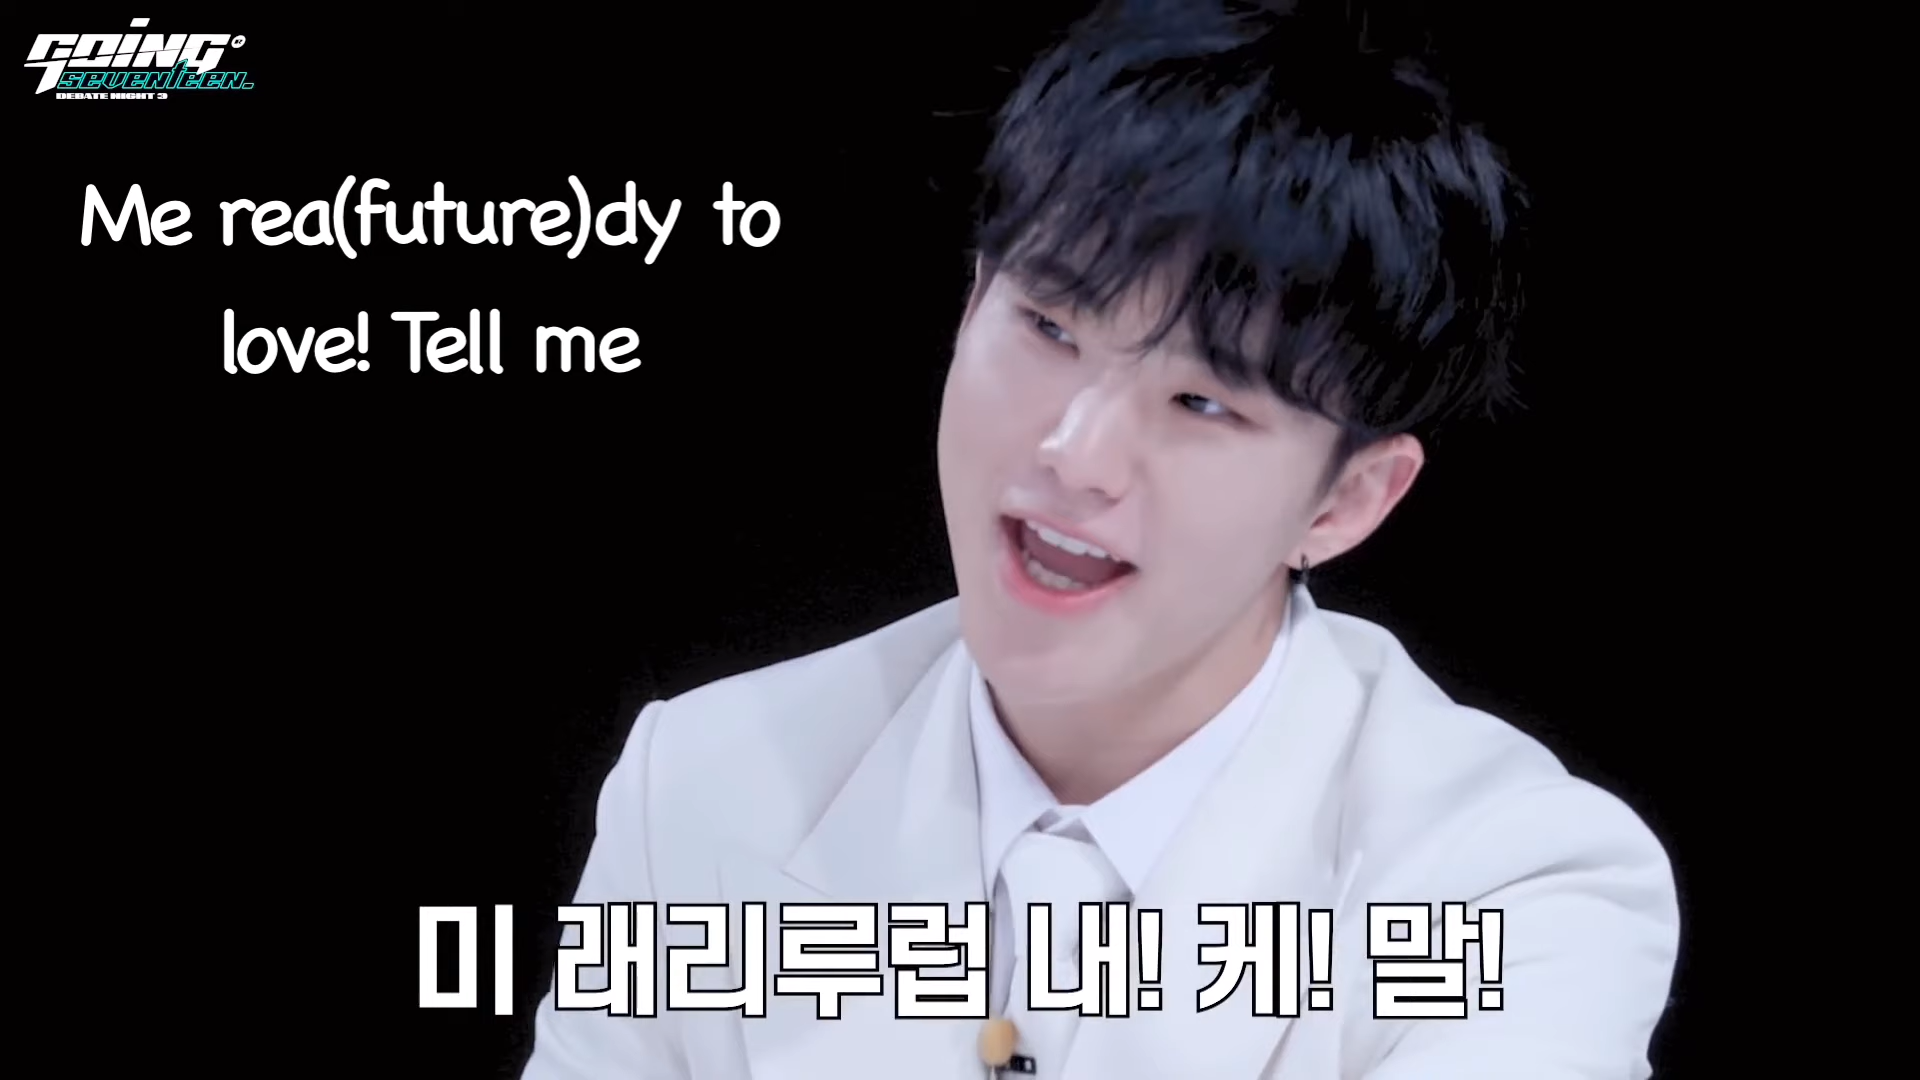 GOING
SEVENTEEN.
DEBATE NIGHT 3
Me rea(future)dy to
love! Tell me
미 래리루럽 내! 케! 말!